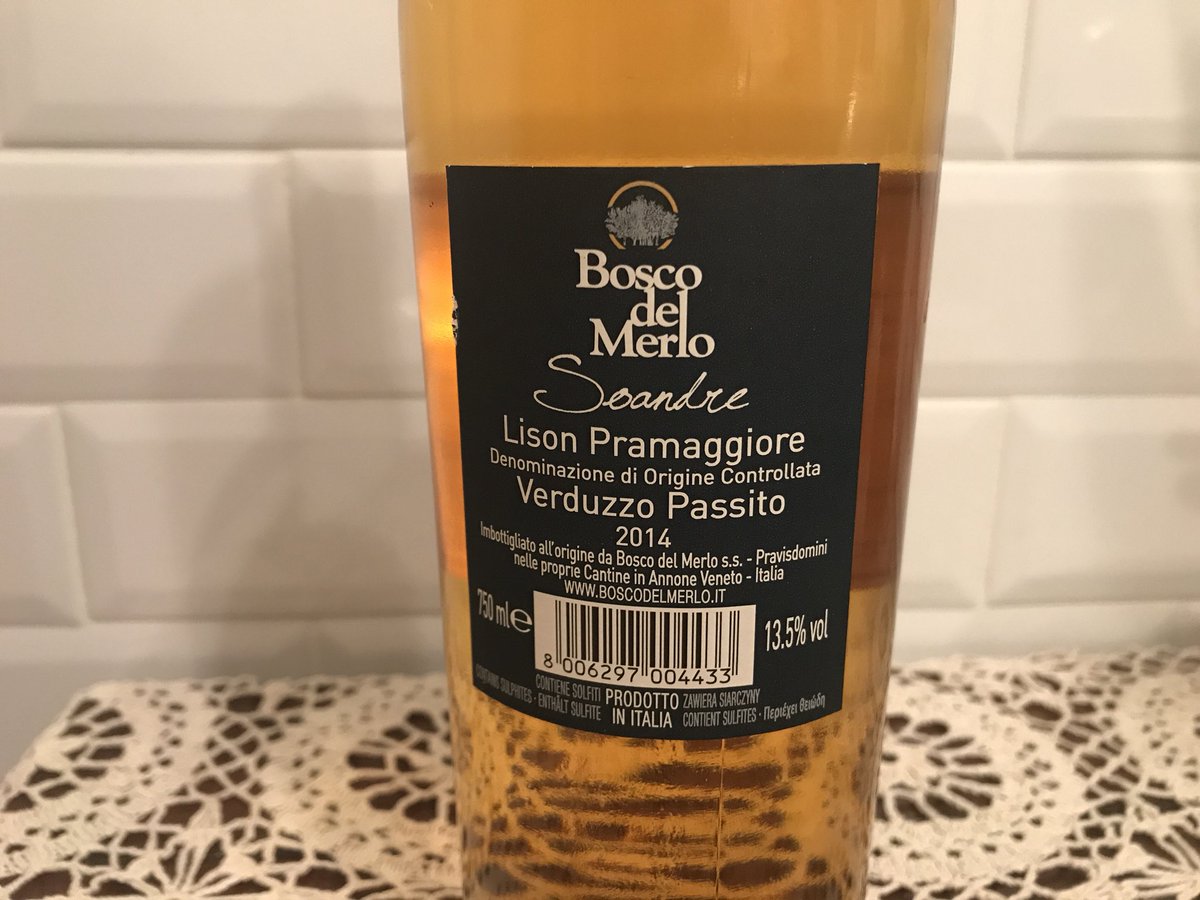 Bosco
del
Merlo
Soandre
Lison Pramaggiore
Denominazione di Origine Controllata
Verduzzo Passito
2014
Imbottigliato all'origine da Bosco del Merlo s.s. - Pravisdomini
nelle proprie Cantine in Annone Veneto - Italia
WWW.BOSCODELMERLO.IT
750 ml e
8 006297 004433
13.5% vol
CONTIENE SOLFITI PRODOTTO ZAWIERA SIARCZYNY
CONTAINS SULPHITES · ENTHÄLT SULFITE IN ITALIA CONTIENT SULFITES · Περιέχει θειώδη